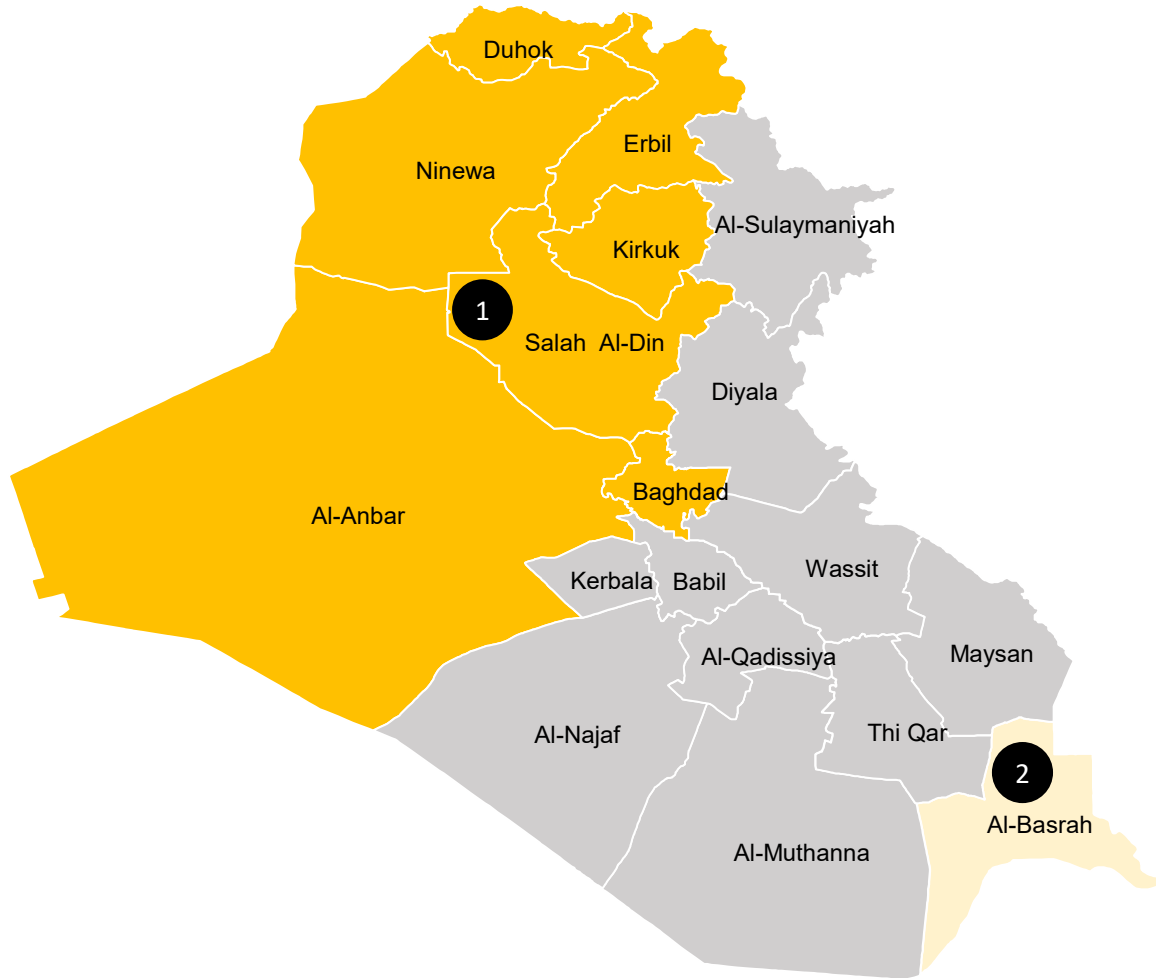 Duhok
Erbil
Ninewa
Al-Sulaymaniyah
Kirkuk
1
Salah Al-Din
Diyala
Baghdad
Al-Anbar
Wassit
Kerbala
Babil
Maysan
Al-Qadissiya
Thi Qar
Al-Najaf
2
Al-Basrah
Al-Muthanna